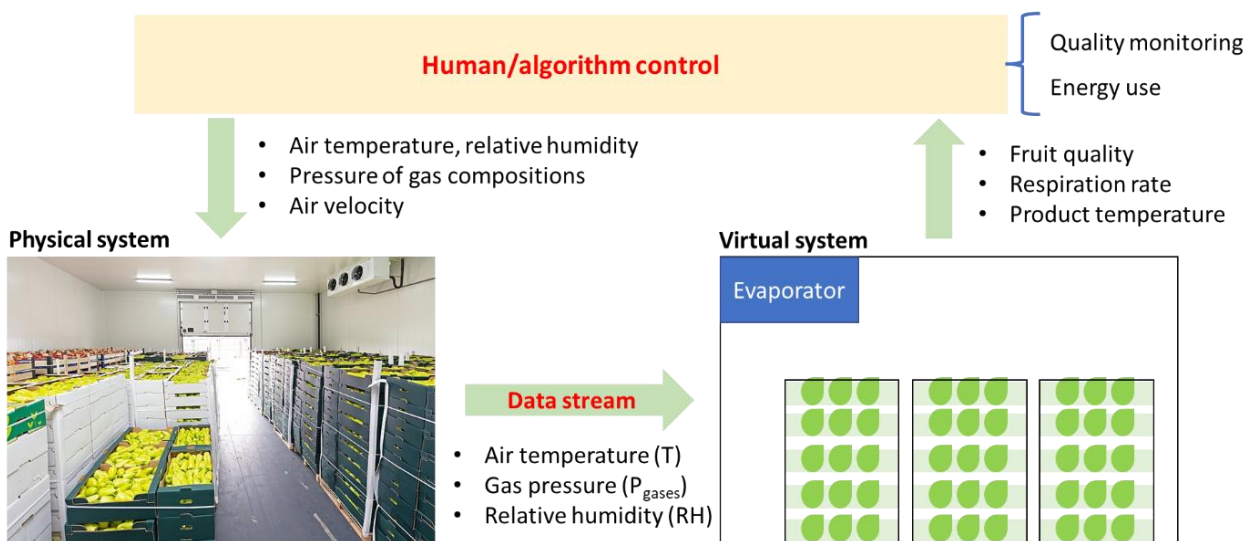 Human/algorithm control
Quality monitoring
Energy use
• Air temperature, relative humidity
• Pressure of gas compositions
• Air velocity
• Fruit quality
• Respiration rate
• Product temperature
Physical system
Virtual system
Evaporator
Data stream
• Air temperature (T)
• Gas pressure (Pgases)
• Relative humidity (RH)